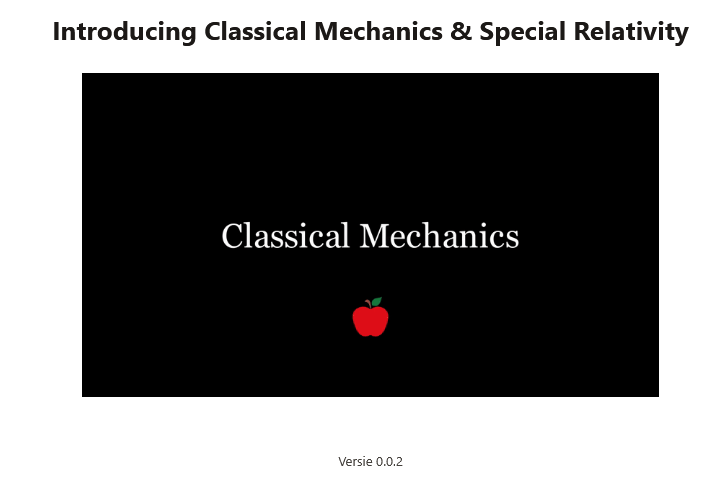 Introducing Classical Mechanics & Special Relativity
Classical Mechanics
Versie 0.0.2